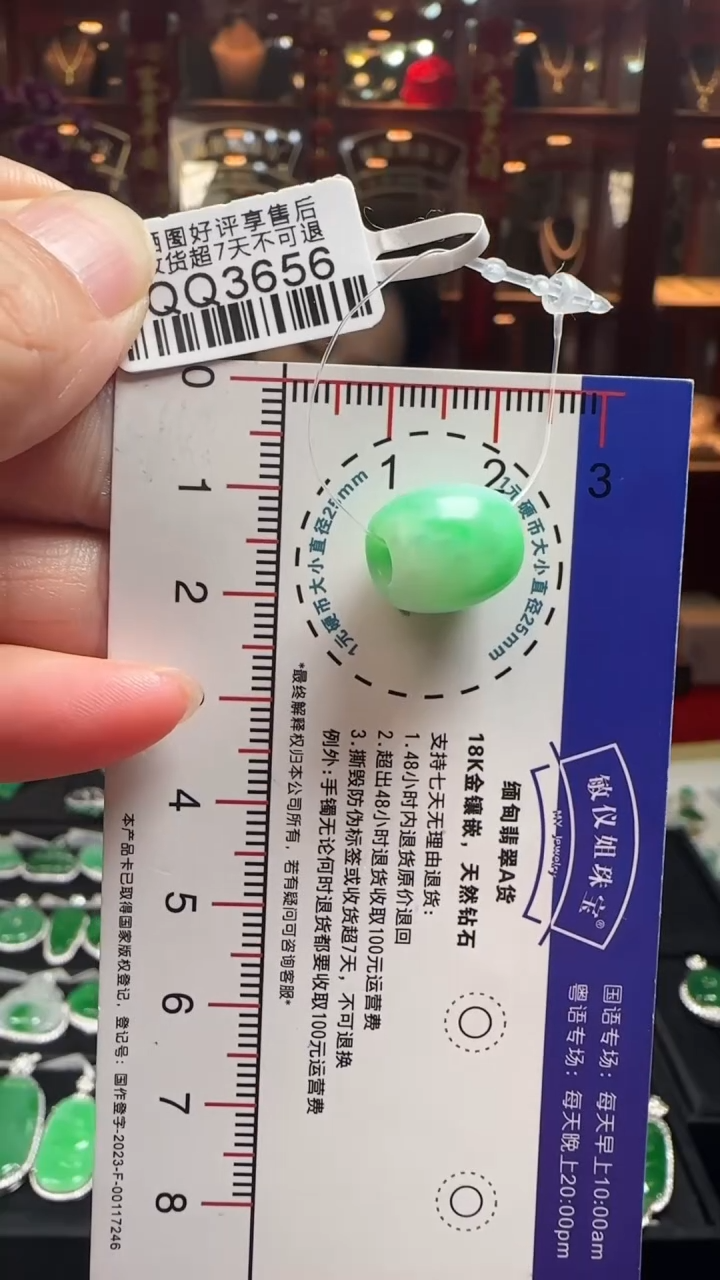 晒图好评享售后
收货超7天不可退
QQ3656
0
1
2
3
1
2
4
5
6
7
8
1元硬币大小直径25mm
1元硬币大小直径25mm
敏仪姐珠宝®
MY jewelry
国语专场：每天早上10:00am
粤语专场：每天晚上20:00pm
缅甸翡翠A货
18K金镶嵌，天然钻石
支持七天无理由退货：
1.48小时内退货原价退回
2.超出48小时退货收取100元运营费
3.撕毁防伪标签或收货超7天，不可退换
例外：手镯无论何时退货都要收取100元运营费
*最终解释权归本公司所有，若有疑问可咨询客服*
本产品卡已取得国家版权登记，登记号：国作登字-2023-F-00117246